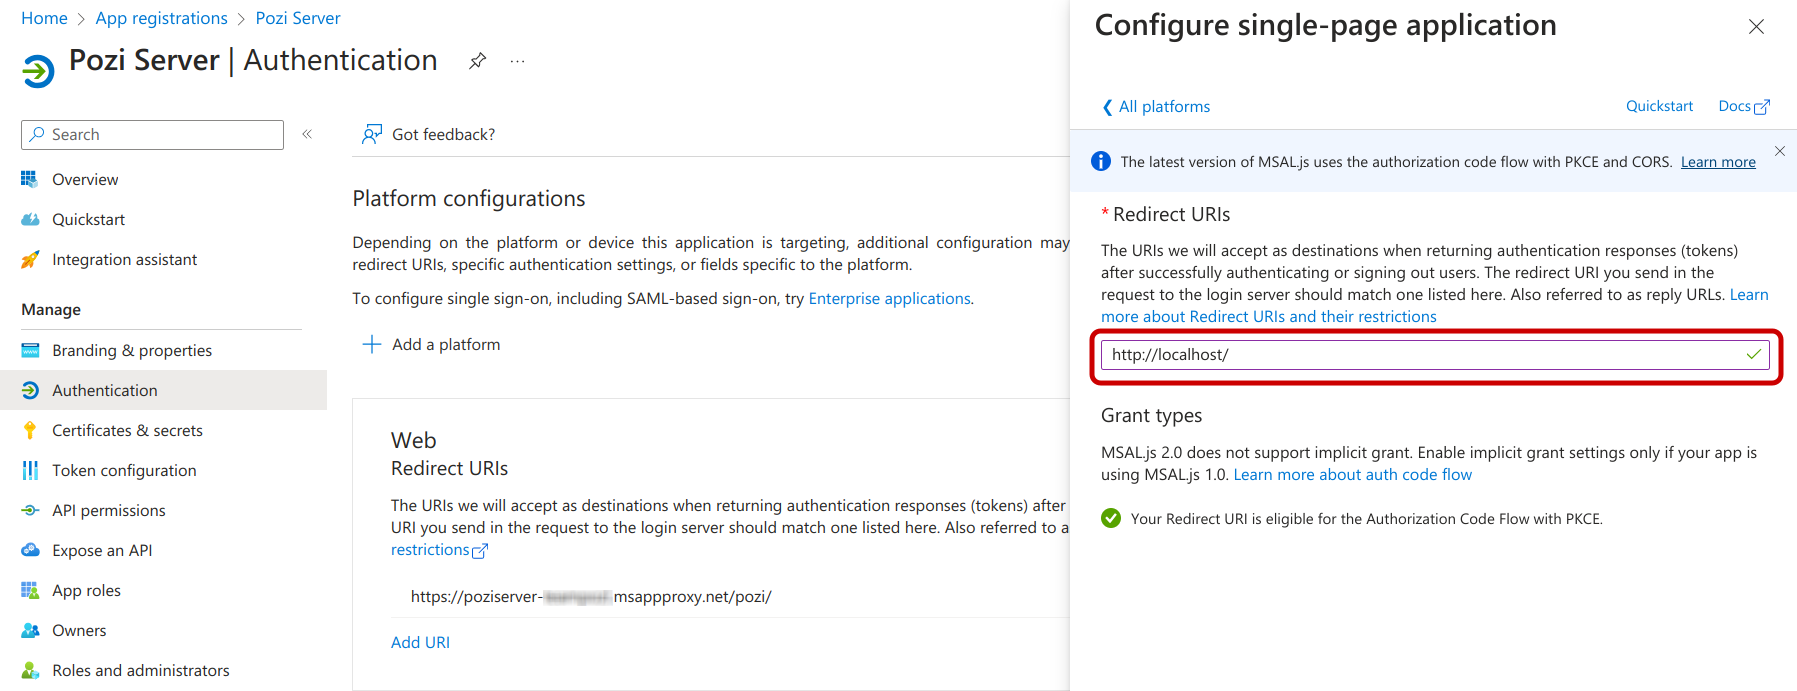 Home > App registrations > Pozi Server
Pozi Server | Authentication
Search
Overview
Quickstart
Integration assistant
Manage
Branding & properties
Authentication
Certificates & secrets
Token configuration
API permissions
Expose an API
App roles
Owners
Roles and administrators
Got feedback?
Platform configurations
Depending on the platform or device this application is targeting, additional configuration may
redirect URIs, specific authentication settings, or fields specific to the platform.
To configure single sign-on, including SAML-based sign-on, try Enterprise applications.
Add a platform
Web
Redirect URIs
The URIs we will accept as destinations when returning authentication responses (tokens) after
URI you send in the request to the login server should match one listed here. Also referred to a
restrictions
https://poziserver- msappproxy.net/pozi/
Add URI
Configure single-page application
All platforms
Quickstart
Docs
The latest version of MSAL.js uses the authorization code flow with PKCE and CORS. Learn more
* Redirect URIs
The URIs we will accept as destinations when returning authentication responses (tokens)
after successfully authenticating or signing out users. The redirect URI you send in the
request to the login server should match one listed here. Also referred to as reply URLs. Learn
more about Redirect URIs and their restrictions
http://localhost/
Grant types
MSAL.js 2.0 does not support implicit grant. Enable implicit grant settings only if your app is
using MSAL.js 1.0. Learn more about auth code flow
Your Redirect URI is eligible for the Authorization Code Flow with PKCE.